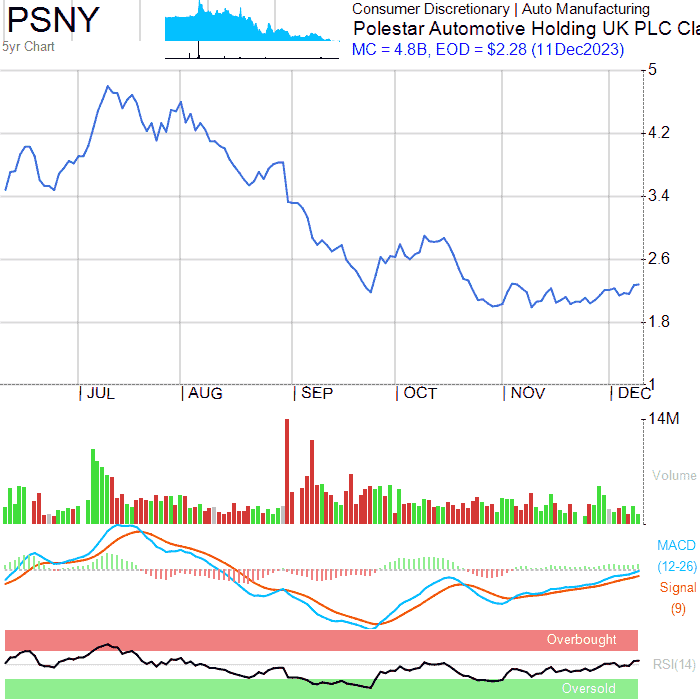 PSNY
5yr Chart
Consumer Discretionary | Auto Manufacturing
Polestar Automotive Holding UK PLC Cla
MC = 4.8B, EOD = $2.28 (11Dec2023)
5
4.2
3.4
2.6
1.8
1
JUL AUG SEP OCT NOV DEC
14M
Volume
MACD
(12-26)
Signal
(9)
Overbought
RSI(14)
Oversold